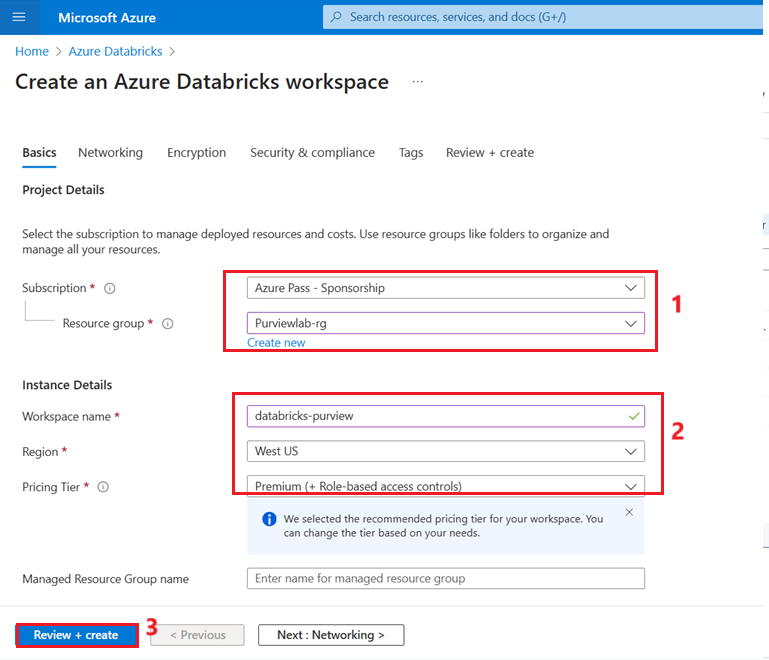 Microsoft Azure
Search resources, services, and docs (G+/)
Home > Azure Databricks >
Create an Azure Databricks workspace ...
Basics Networking Encryption Security & compliance Tags Review + create
Project Details
Select the subscription to manage deployed resources and costs. Use resource groups like folders to organize and
manage all your resources.
Subscription * Azure Pass - Sponsorship
1
Resource group * Purviewlab-rg
Create new
Instance Details
Workspace name * databricks-purview
2
Region * West US
Pricing Tier * Premium (+ Role-based access controls)
We selected the recommended pricing tier for your workspace. You
can change the tier based on your needs.
Managed Resource Group name Enter name for managed resource group
Review + create 3 < Previous Next : Networking >